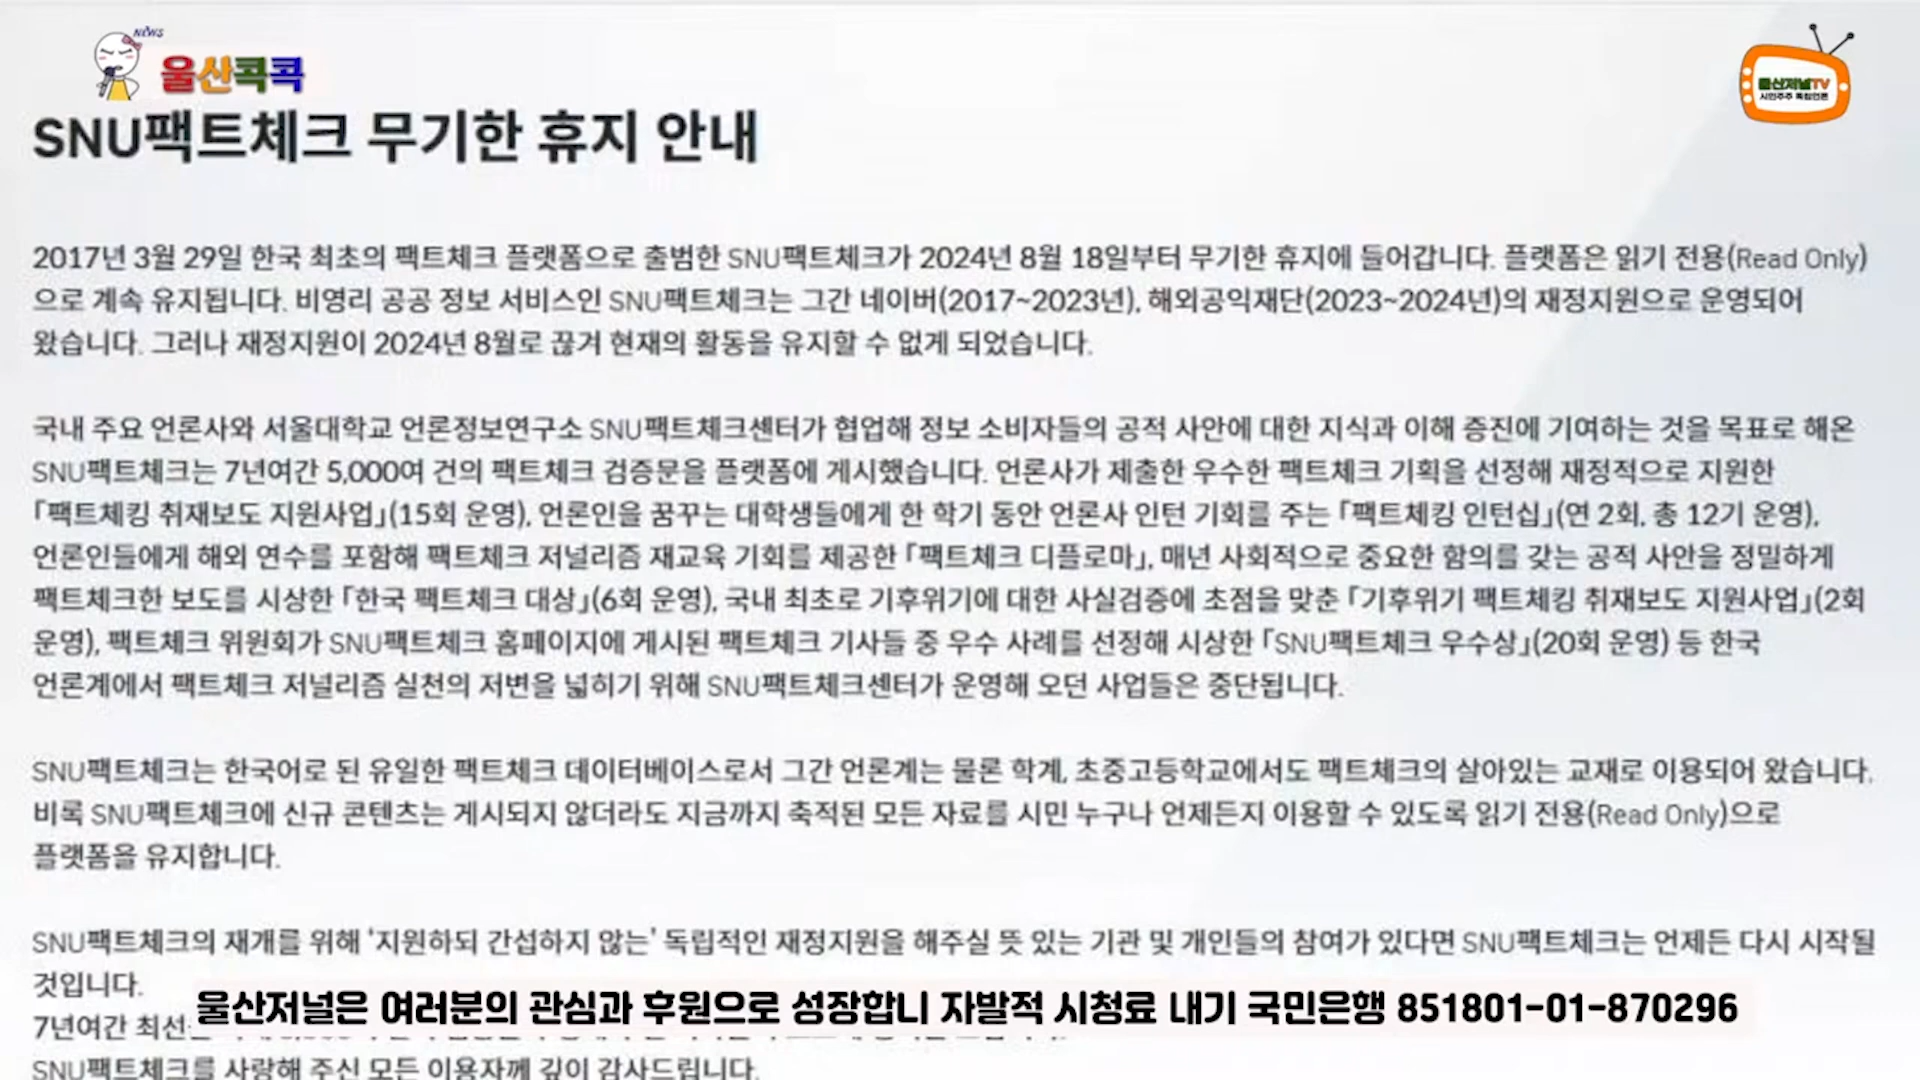 NEWS
울산콕콕
울산저널TV
시민주주 독립언론
SNU팩트체크 무기한 휴지 안내
2017년 3월 29일 한국 최초의 팩트체크 플랫폼으로 출범한 SNU팩트체크가 2024년 8월 18일부터 무기한 휴지에 들어갑니다. 플랫폼은 읽기 전용(Read Only)
으로 계속 유지됩니다. 비영리 공공 정보 서비스인 SNU팩트체크는 그간 네이버(2017~2023년), 해외공익재단(2023~2024년)의 재정지원으로 운영되어
왔습니다. 그러나 재정지원이 2024년 8월로 끊겨 현재의 활동을 유지할 수 없게 되었습니다.
국내 주요 언론사와 서울대학교 언론정보연구소 SNU팩트체크센터가 협업해 정보 소비자들의 공적 사안에 대한 지식과 이해 증진에 기여하는 것을 목표로 해온
SNU팩트체크는 7년여간 5,000여 건의 팩트체크 검증문을 플랫폼에 게시했습니다. 언론사가 제출한 우수한 팩트체크 기획을 선정해 재정적으로 지원한
「팩트체킹 취재보도 지원사업」(15회 운영), 언론인을 꿈꾸는 대학생들에게 한 학기 동안 언론사 인턴 기회를 주는 「팩트체킹 인턴십」(연 2회, 총 12기 운영),
언론인들에게 해외 연수를 포함해 팩트체크 저널리즘 재교육 기회를 제공한 「팩트체크 디플로마」, 매년 사회적으로 중요한 함의를 갖는 공적 사안을 정밀하게
팩트체크한 보도를 시상한 「한국 팩트체크 대상」(6회 운영), 국내 최초로 기후위기에 대한 사실검증에 초점을 맞춘 「기후위기 팩트체킹 취재보도 지원사업」(2회
운영), 팩트체크 위원회가 SNU팩트체크 홈페이지에 게시된 팩트체크 기사들 중 우수 사례를 선정해 시상한 「SNU팩트체크 우수상」(20회 운영) 등 한국
언론계에서 팩트체크 저널리즘 실천의 저변을 넓히기 위해 SNU팩트체크센터가 운영해 오던 사업들은 중단됩니다.
SNU팩트체크는 한국어로 된 유일한 팩트체크 데이터베이스로서 그간 언론계는 물론 학계, 초중고등학교에서도 팩트체크의 살아있는 교재로 이용되어 왔습니다.
비록 SNU팩트체크에 신규 콘텐츠는 게시되지 않더라도 지금까지 축적된 모든 자료를 시민 누구나 언제든지 이용할 수 있도록 읽기 전용(Read Only)으로
플랫폼을 유지합니다.
SNU팩트체크의 재개를 위해 '지원하되 간섭하지 않는' 독립적인 재정지원을 해주실 뜻 있는 기관 및 개인들의 참여가 있다면 SNU팩트체크는 언제든 다시 시작될
것입니다.
울산저널은 여러분의 관심과 후원으로 성장합니 자발적 시청료 내기 국민은행 851801-01-870296
7년여간 최선
SNU팩트체크를 사랑해 주신 모든 이용자께 깊이 감사드립니다.